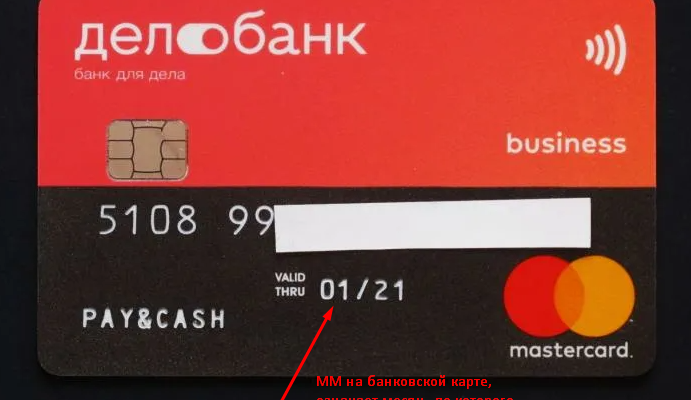 делобанк
банк для дела
business
5108 99
VALID
THRU 01/21
PAY&CASH
mastercard.
ММ на банковской карте,